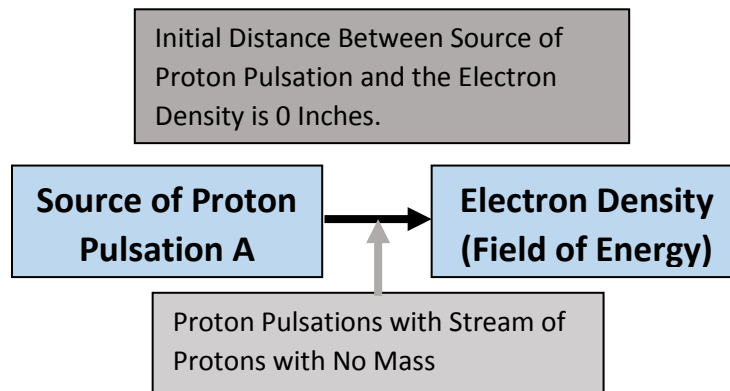 Initial Distance Between Source of
Proton Pulsation and the Electron
Density is 0 Inches.
Source of Proton
Pulsation A
Electron Density
(Field of Energy)
Proton Pulsations with Stream of
Protons with No Mass